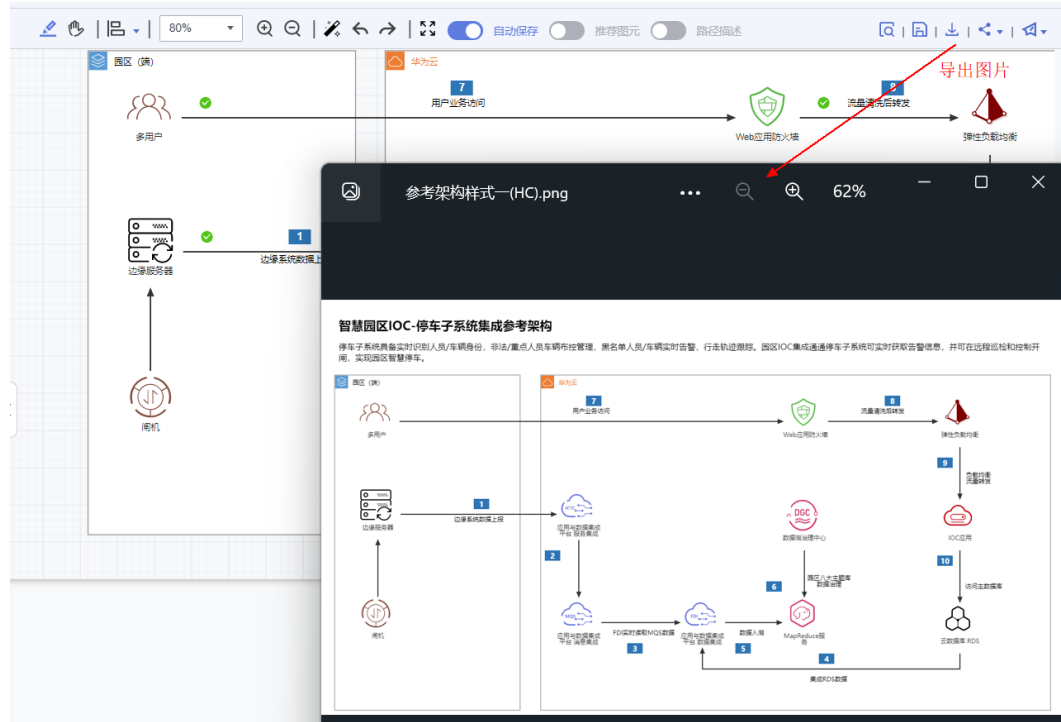 80%
自动保存
推荐图元
路径描述
导出图片
园区（端）
华为云
7
用户业务访问
8
流量清洗后转发
多用户
Web应用防火墙
弹性负载均衡
1
边缘系统数据上
边缘服务器
闸机
参考架构样式一(HC).png
62%
智慧园区IOC-停车子系统集成参考架构
停车子系统具备实时识别人员/车辆身份，非法/重点人员车辆布控管理，黑名单人员/车辆实时告警，行走轨迹跟踪。园区IOC集成通通停车子系统可实时获取告警信息，并可在远程巡检和控制开
闸，实现园区智慧停车。
园区（端）
华为云
7
用户业务访问
8
流量清洗后转发
多用户
Web应用防火墙
弹性负载均衡
9
负载均衡
流量转发
1
边缘系统数据上报
边缘服务器
应用与数据集成
平台 服务集成
DGC
数据湖治理中心
IOC应用
2
10
访问主数据库
6
园区八大主题库
数据治理
MQS
FDI
闸机
应用与数据集成
平台 消息集成
FDI实时读取MQS数据
3
应用与数据集成
平台 数据集成
数据入湖
5
MapReduce服
务
云数据库 RDS
4
集成RDS数据